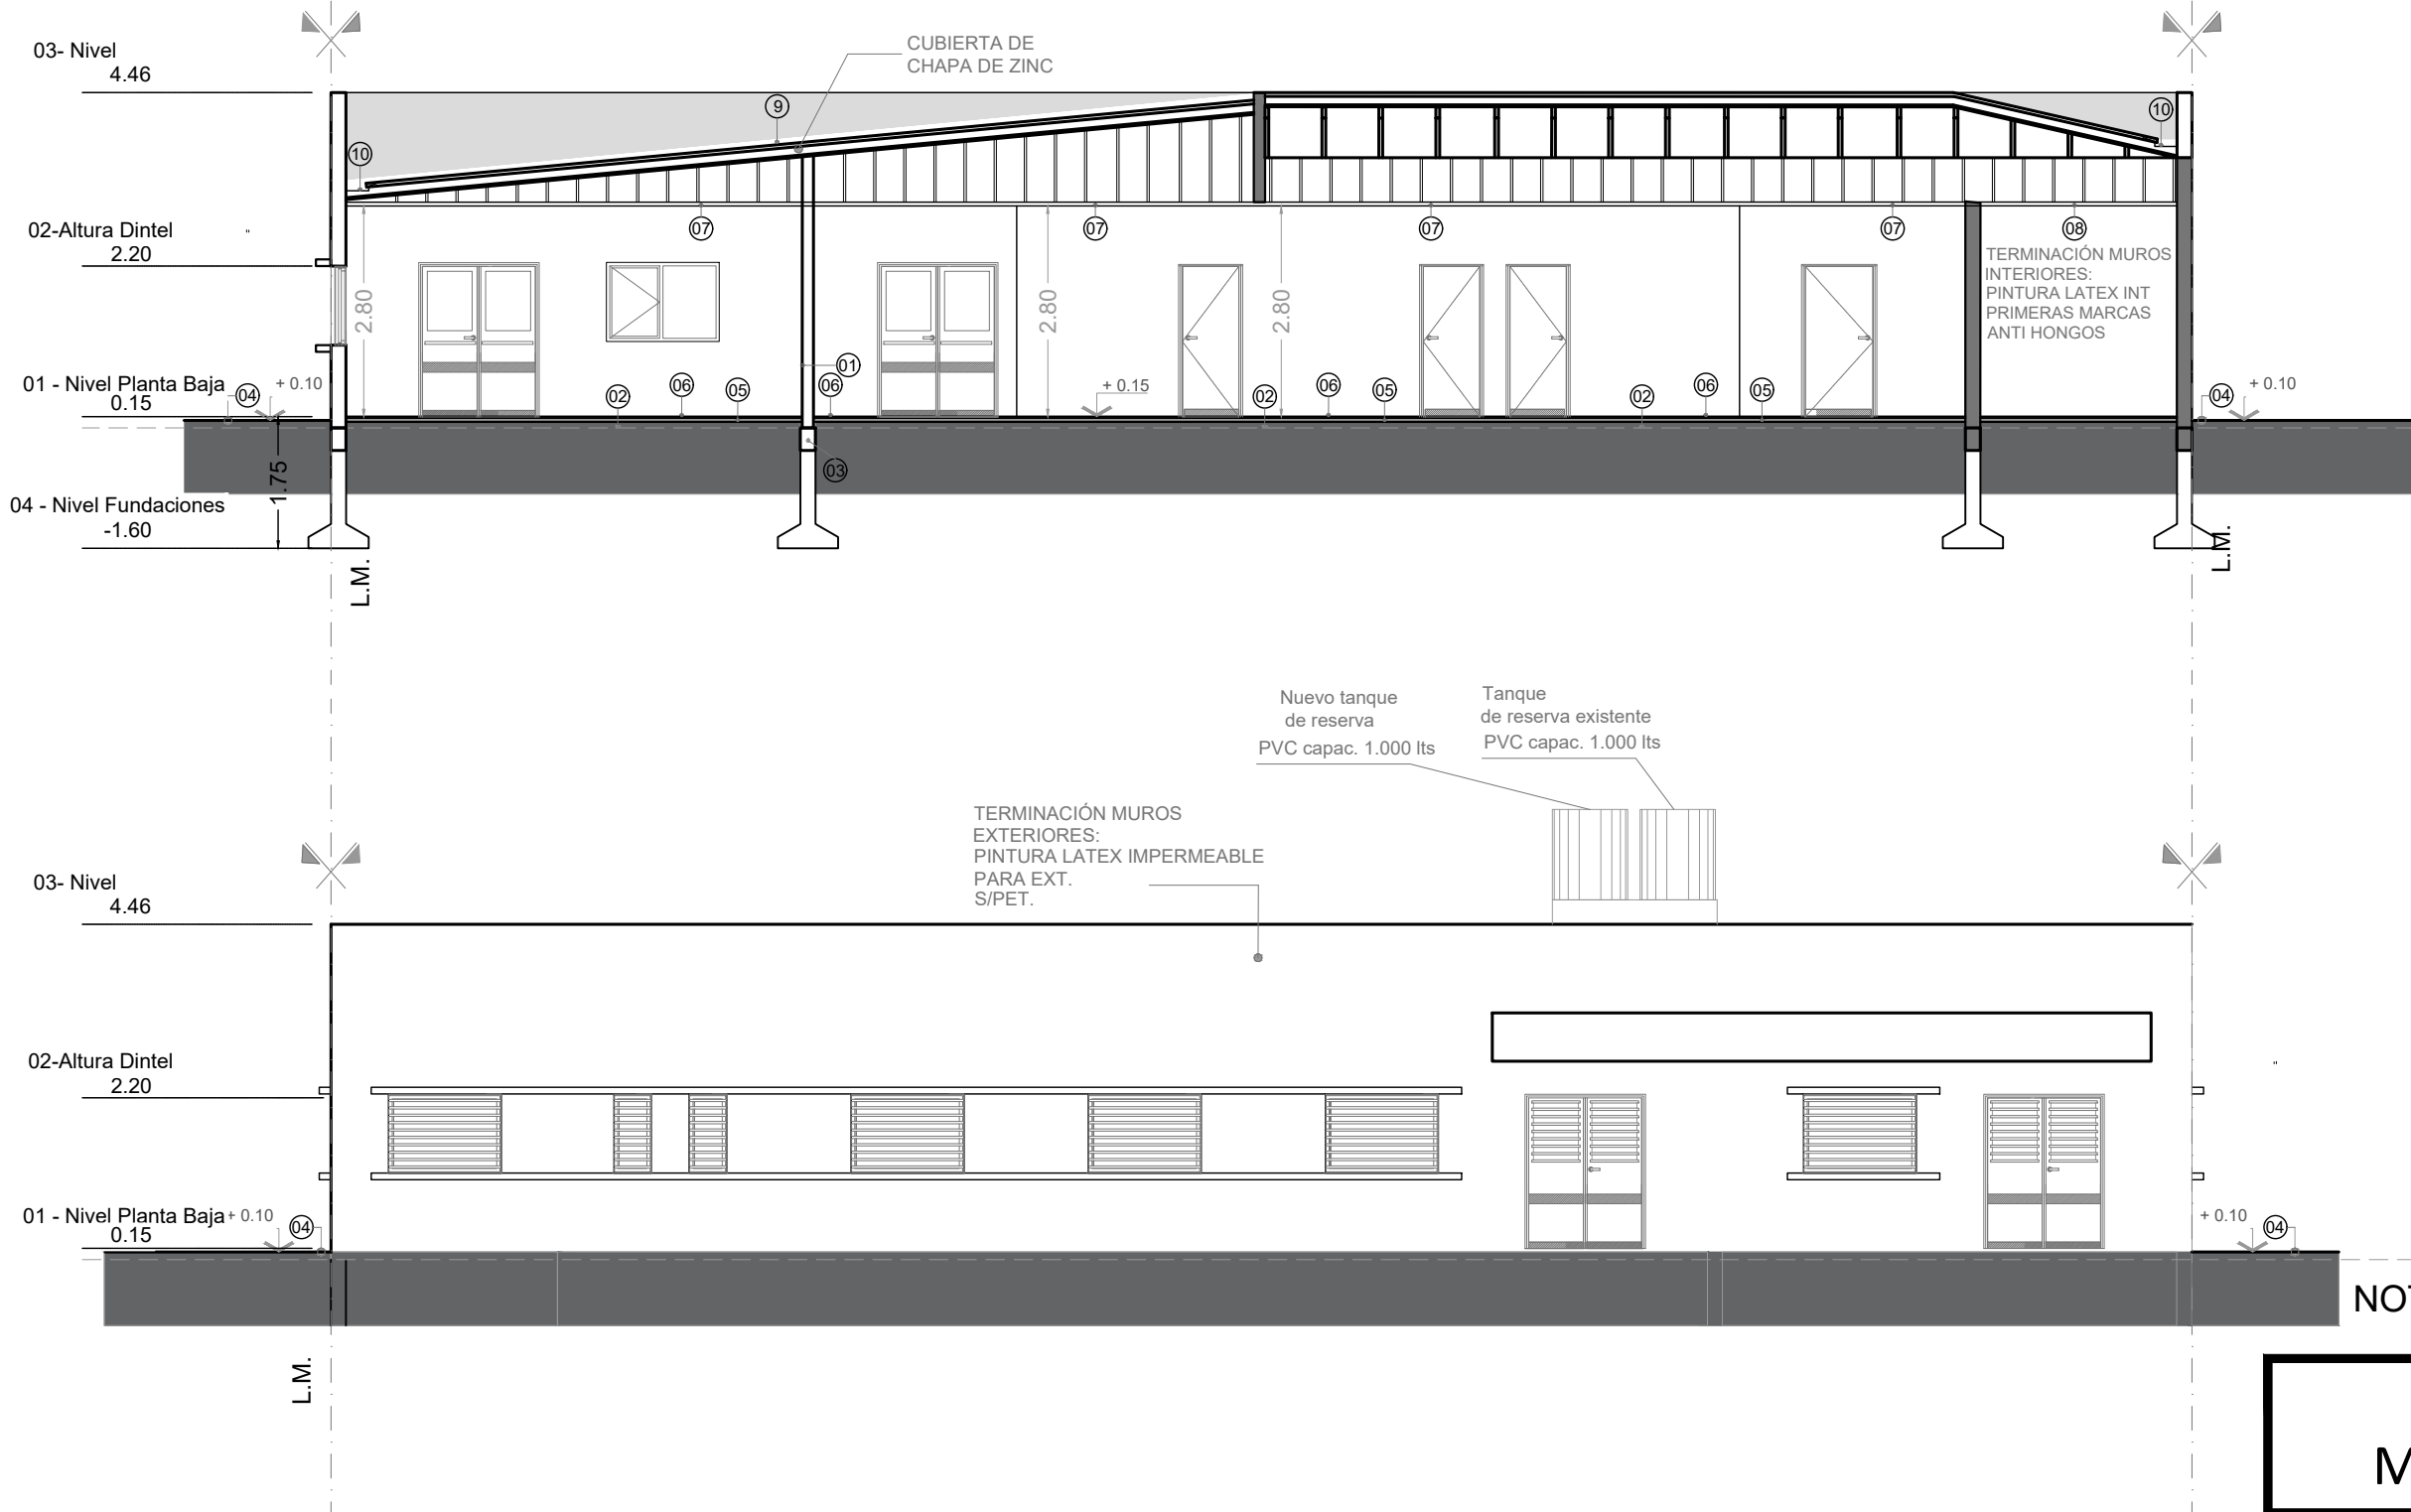 03- Nivel
4.46
CUBIERTA DE
CHAPA DE ZINC
9
10
10
02-Altura Dintel
2.20
07
07
07
07
08
TERMINACIÓN MUROS
INTERIORES:
PINTURA LATEX INT
PRIMERAS MARCAS
ANTI HONGOS
2.80
2.80
2.80
01
01 - Nivel Planta Baja
0.15
04
+ 0.10
02
06
05
06
+ 0.15
02
06
05
02
06
05
04
+ 0.10
03
1.75
04 - Nivel Fundaciones
-1.60
L.M.
L.M.
Nuevo tanque
de reserva
PVC capac. 1.000 lts
Tanque
de reserva existente
PVC capac. 1.000 lts
TERMINACIÓN MUROS
EXTERIORES:
PINTURA LATEX IMPERMEABLE
PARA EXT.
S/PET.
03- Nivel
4.46
02-Altura Dintel
2.20
01 - Nivel Planta Baja
0.15
+ 0.10
04
+ 0.10
04
L.M.